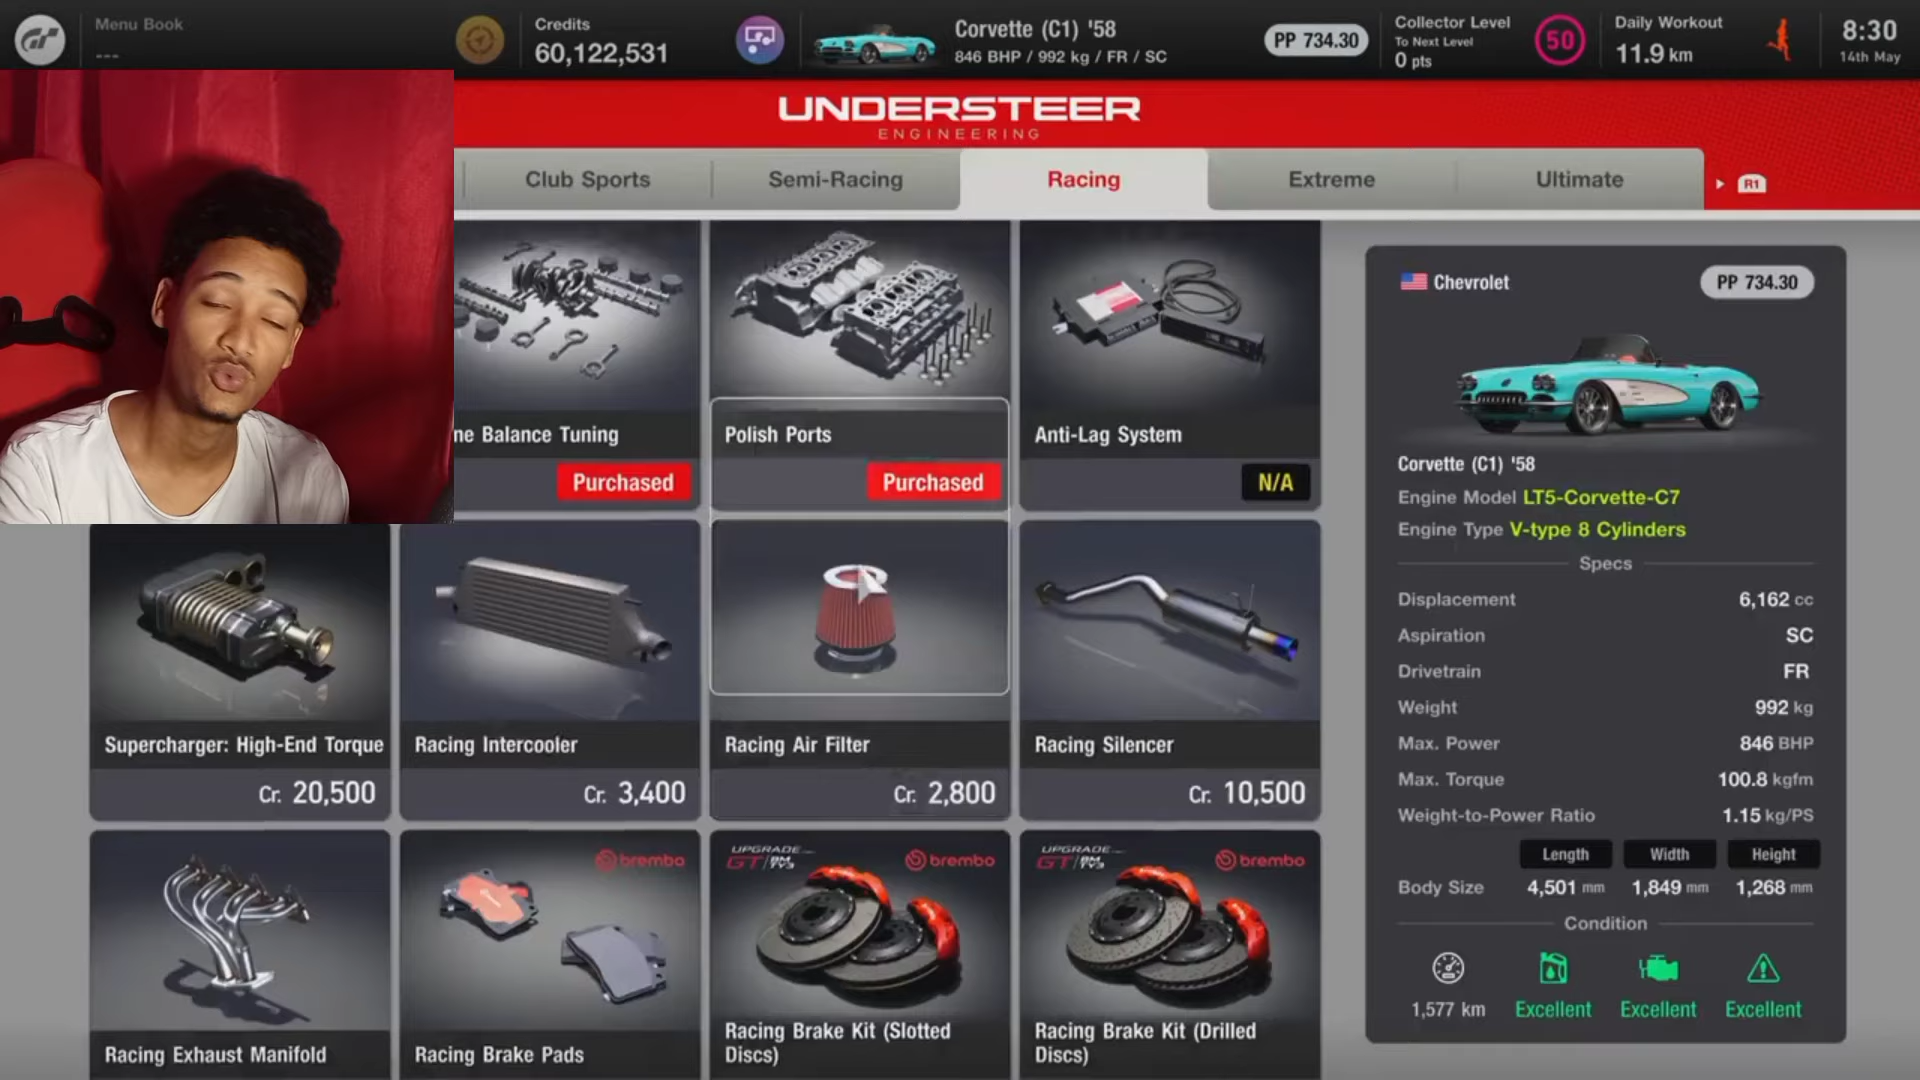 Menu Book
---
Credits
60,122,531
Corvette (C1) '58
846 BHP / 992 kg / FR / SC
PP 734.30
Collector Level
To Next Level
0 pts
50
Daily Workout
11.9 km
8:30
14th May
UNDERSTEER
ENGINEERING
Club Sports
Semi-Racing
Racing
Extreme
Ultimate
R1
ne Balance Tuning
Purchased
Polish Ports
Purchased
Anti-Lag System
N/A
Supercharger: High-End Torque
Cr. 20,500
Racing Intercooler
Cr. 3,400
Racing Air Filter
Cr. 2,800
Racing Silencer
Cr. 10,500
Racing Exhaust Manifold
brembo
Racing Brake Pads
UPGRADE
GT
brembo
Racing Brake Kit (Slotted
Discs)
UPGRADE
GT
brembo
Racing Brake Kit (Drilled
Discs)
Chevrolet
PP 734.30
Corvette (C1) '58
Engine Model LT5-Corvette-C7
Engine Type V-type 8 Cylinders
Specs
Displacement 6,162 cc
Aspiration SC
Drivetrain FR
Weight 992 kg
Max. Power 846 BHP
Max. Torque 100.8 kgfm
Weight-to-Power Ratio 1.15 kg/PS
Length Width Height
Body Size 4,501 mm 1,849 mm 1,268 mm
Condition
1,577 km Excellent Excellent Excellent